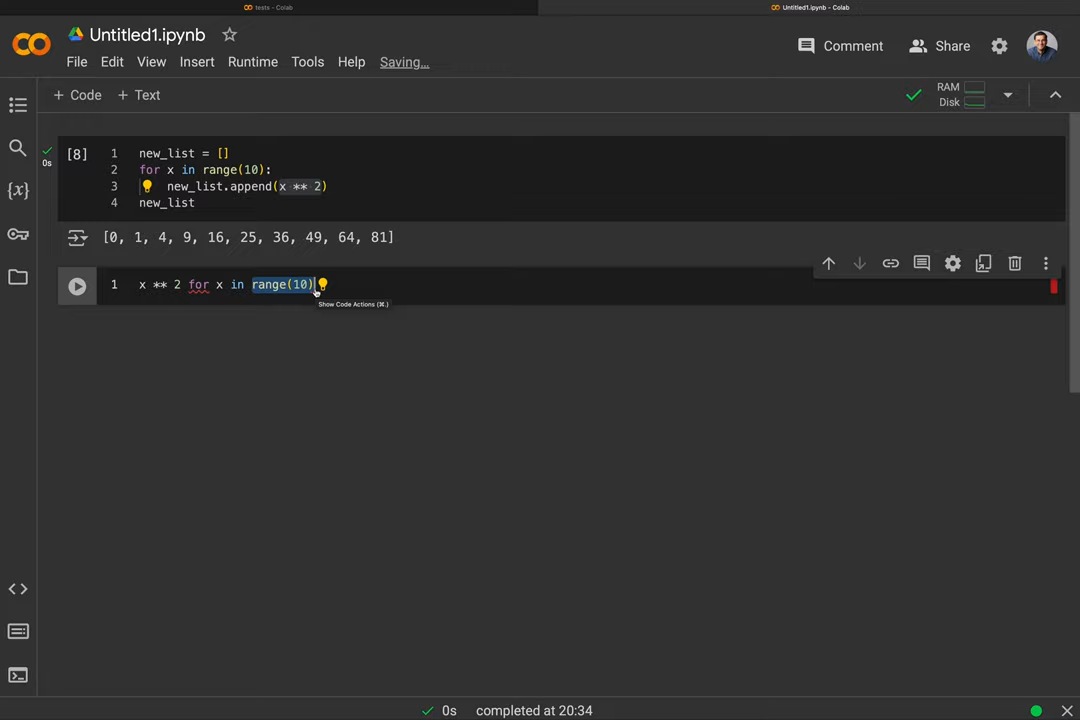 tests - Colab
Untitled1.ipynb - Colab
Untitled1.ipynb
File Edit View Insert Runtime Tools Help Saving...
Comment
Share
+ Code + Text
RAM
Disk
0s
[8]
1 new_list = []
2 for x in range(10):
3 new_list.append(x ** 2)
4 new_list
[0, 1, 4, 9, 16, 25, 36, 49, 64, 81]
1 x ** 2 for x in range(10)
Show Code Actions (⌘.)
{x}
0s completed at 20:34